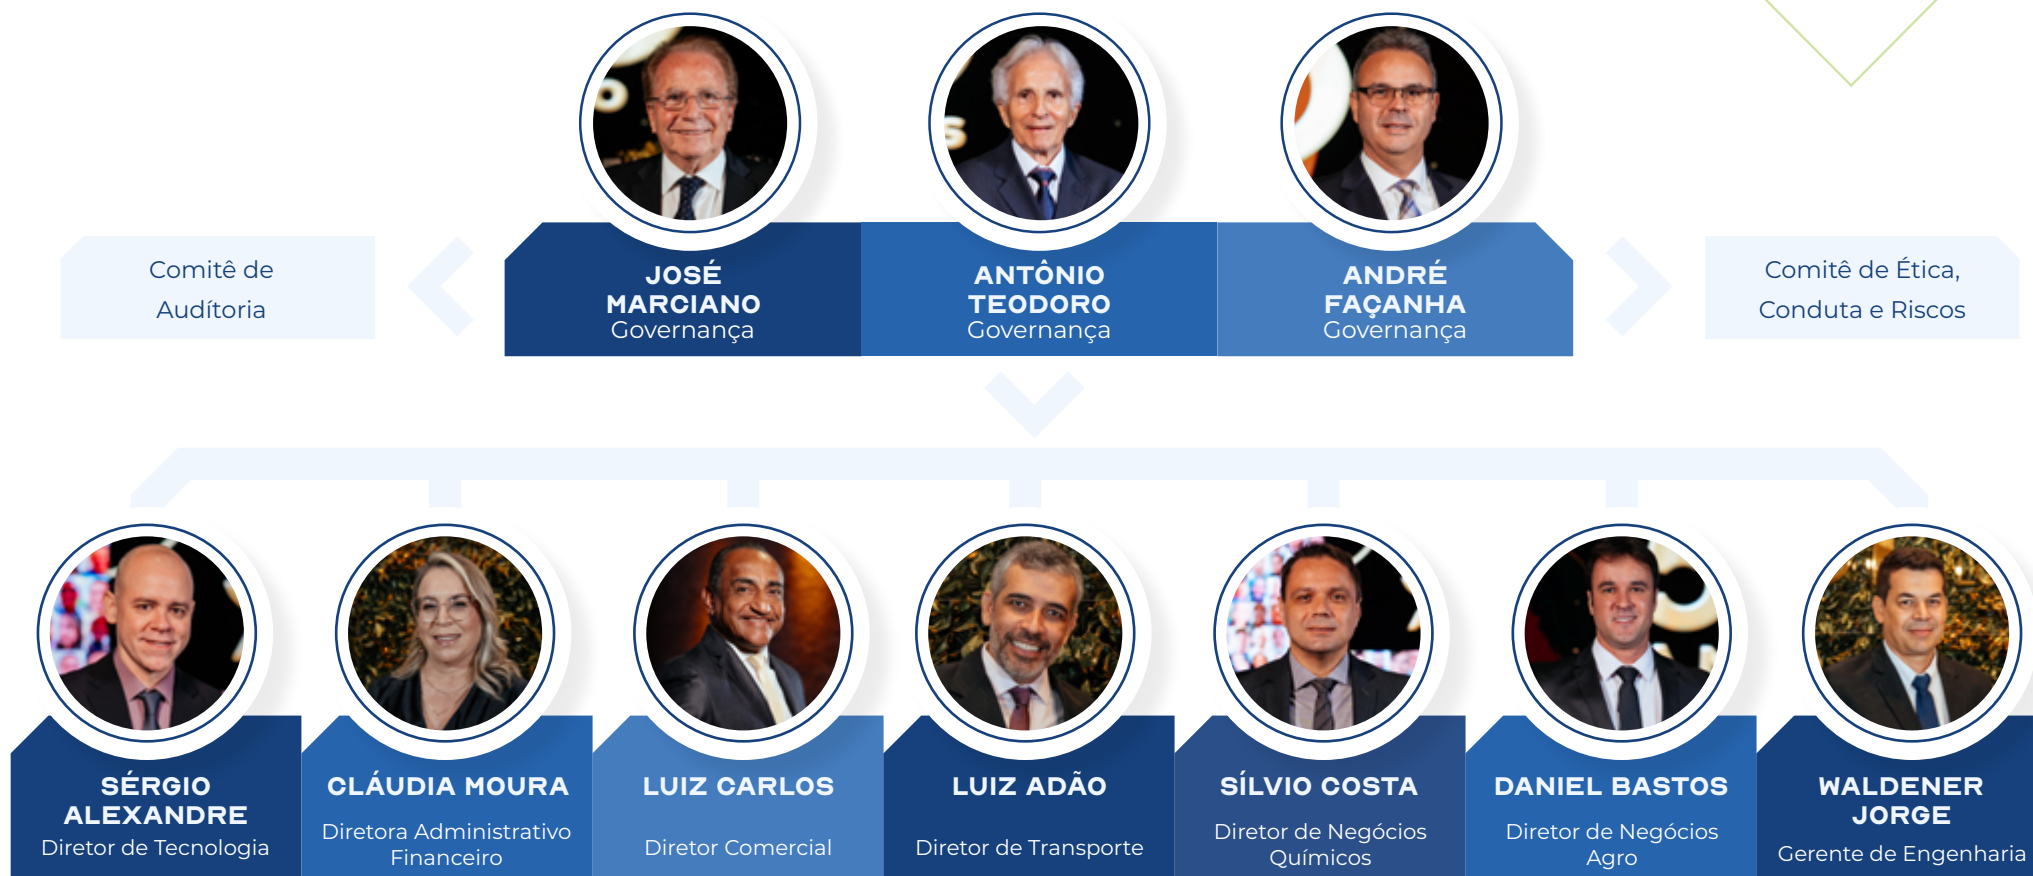 Comitê de
Audítoria
JOSÉ
MARCIANO
Governança
ANTÔNIO
TEODORO
Governança
ANDRÉ
FAÇANHA
Governança
Comitê de Ética,
Conduta e Riscos
SÉRGIO
ALEXANDRE
Diretor de Tecnologia
CLÁUDIA MOURA
Diretora Administrativo
Financeiro
LUIZ CARLOS
Diretor Comercial
LUIZ ADÃO
Diretor de Transporte
SÍLVIO COSTA
Diretor de Negócios
Químicos
DANIEL BASTOS
Diretor de Negócios
Agro
WALDENER
JORGE
Gerente de Engenharia